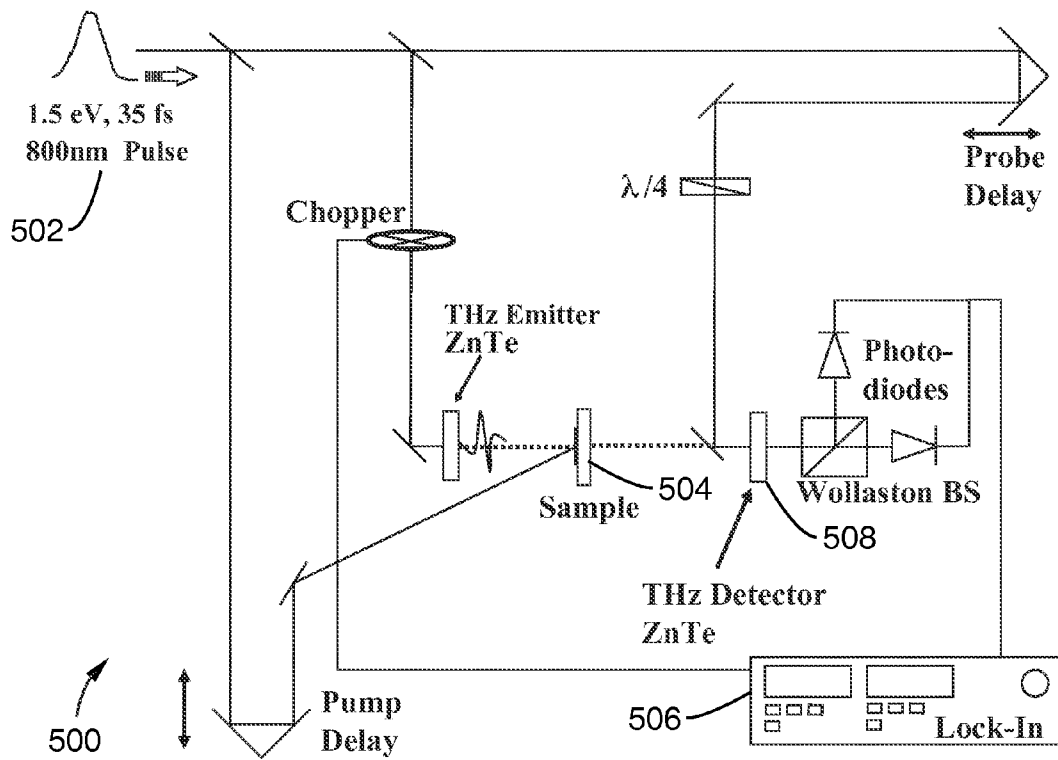 1.5 eV, 35 fs
800nm Pulse
502
Probe
Delay
λ/4
Chopper
THz Emitter
ZnTe
Photo-
diodes
504
Sample
Wollaston BS
508
THz Detector
ZnTe
500
Pump
Delay
506
Lock-In